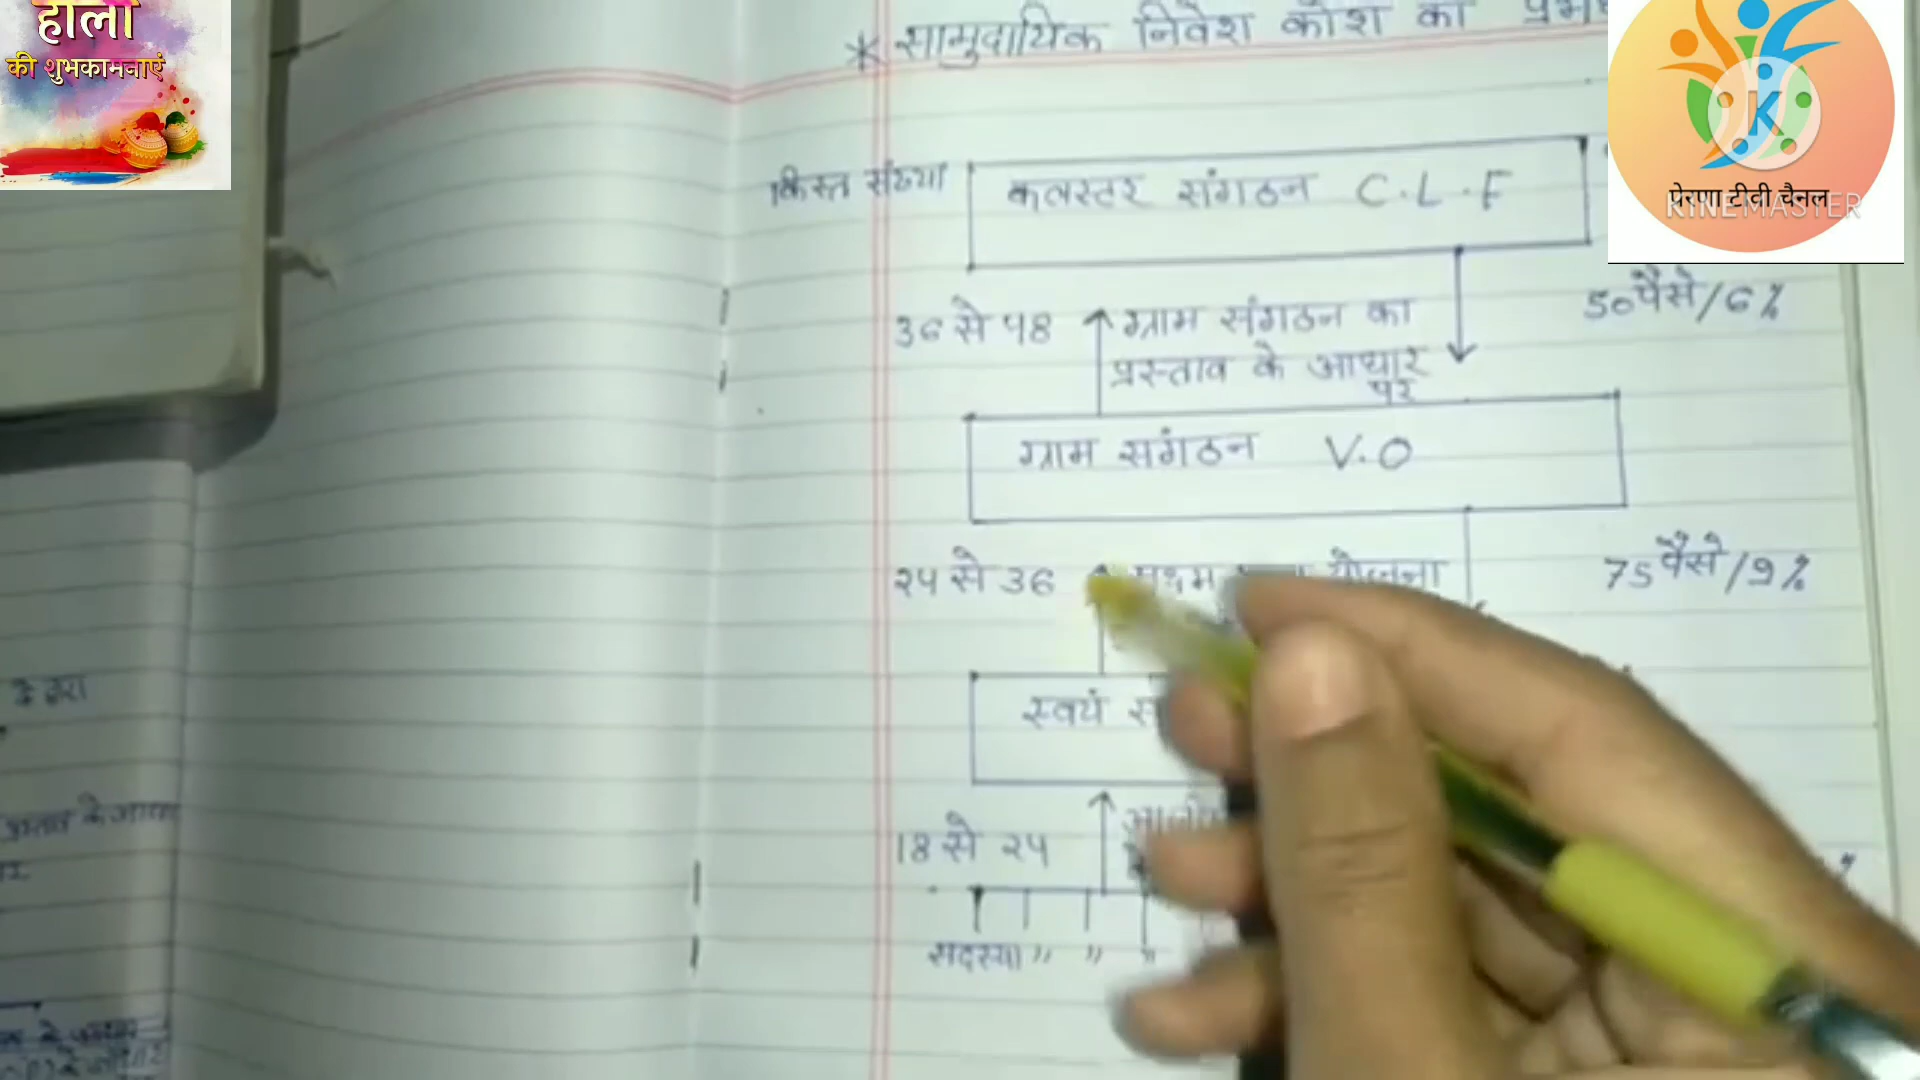 होली
की शुभकामनाएं
* सामुदायिक निवेश कोश का
प्रेरणा टीवी चैनल
KINEMASTER
किस्त संख्या
कलस्टर संगठन C.L.F
36 से 48
ग्राम संगठन का
50 पैसे/6%
प्रस्ताव के आधार
पर
ग्राम संगठन V.O
24 से 36
योजना
75 पैसे/9%
स्वयं
18 से 24
सदस्या " " "